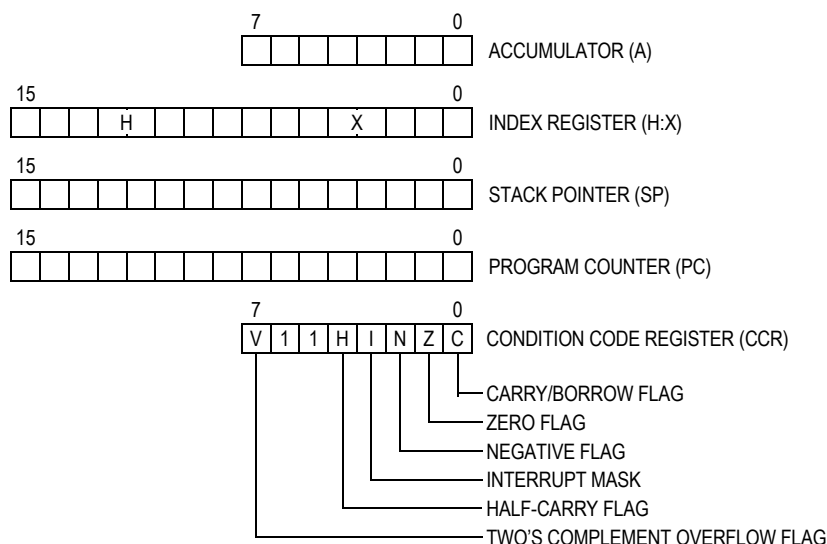 7 0
ACCUMULATOR (A)
15 0
H X INDEX REGISTER (H:X)
15 0
STACK POINTER (SP)
15 0
PROGRAM COUNTER (PC)
7 0
V 1 1 H I N Z C CONDITION CODE REGISTER (CCR)
CARRY/BORROW FLAG
ZERO FLAG
NEGATIVE FLAG
INTERRUPT MASK
HALF-CARRY FLAG
TWO'S COMPLEMENT OVERFLOW FLAG